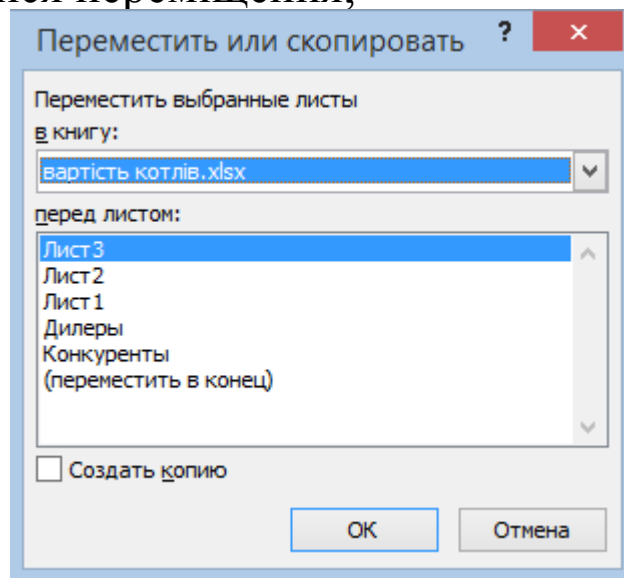 перемещения,
Переместить или скопировать ? ×
Переместить выбранные листы
в книгу:
вартість котлів.xlsx
перед листом:
Лист3
Лист2
Лист1
Дилеры
Конкуренты
(переместить в конец)
Создать копию
ОК Отмена